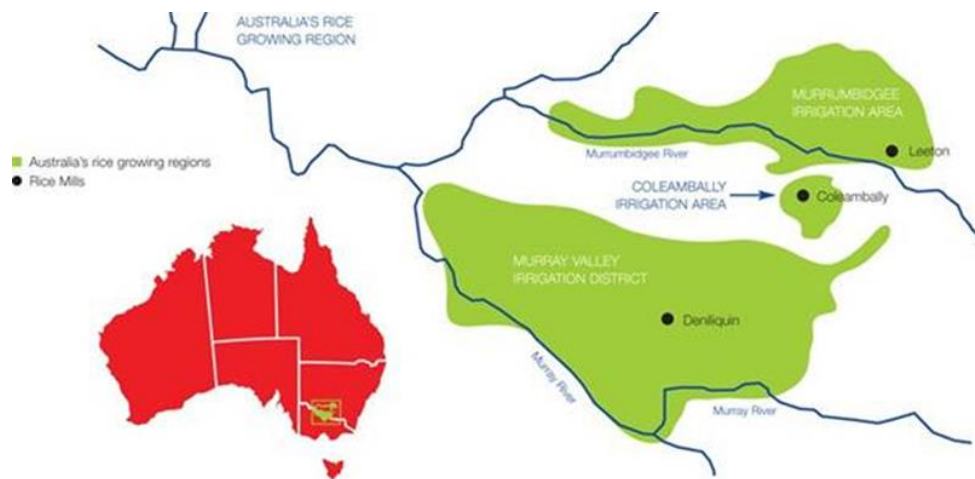 AUSTRALIA'S RICE
GROWING REGION
MURRUMBIDGEE
IRRIGATION AREA
Murrumbidgee River
Leeton
Australia's rice growing regions
Rice Mills
COLEAMBALLY
IRRIGATION AREA
Coleambally
MURRAY VALLEY
IRRIGATION DISTRICT
Deniliquin
Murray River
Murray River